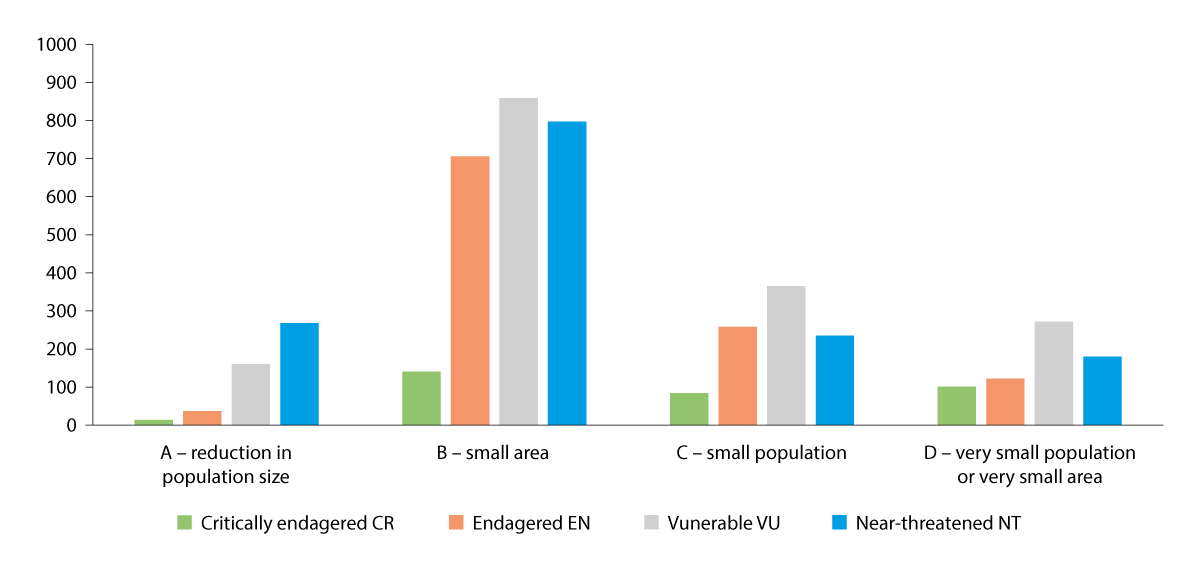 1000
900
800
700
600
500
400
300
200
100
0
A – reduction in
population size
B – small area
C – small population
D – very small population
or very small area
Critically endagered CR
Endagered EN
Vunerable VU
Near-threatened NT